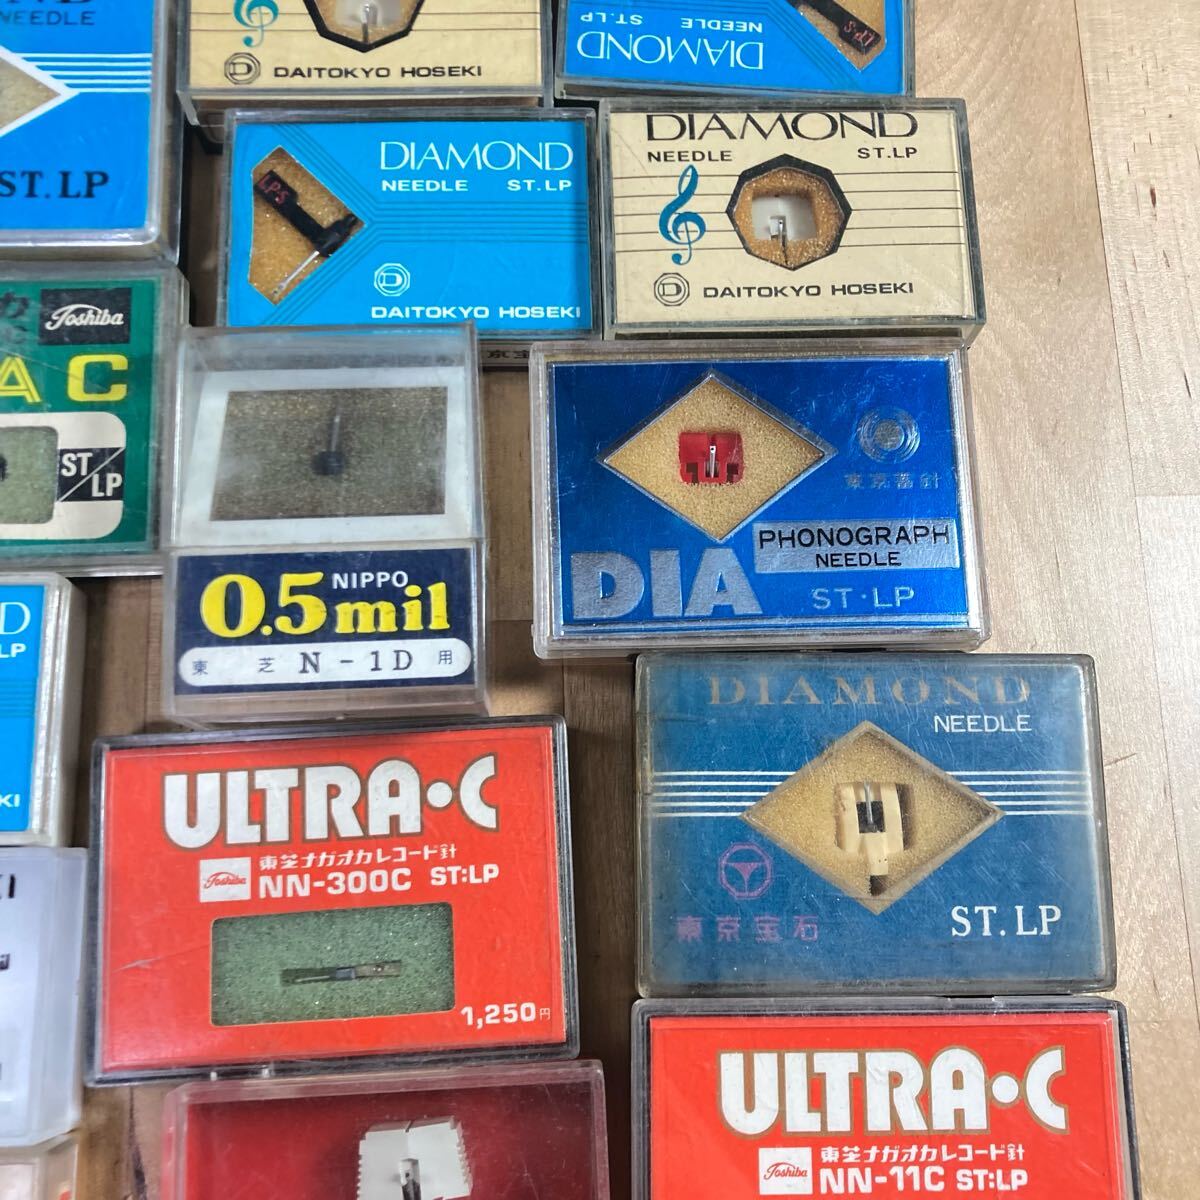 NEEDLE
ST. LP
DAITOKYO HOSEKI
DIAMOND
NEEDLE ST.LP
LP-S
DIAMOND
NEEDLE ST.LP
LP-S
DAITOKYO HOSEKI
DIAMOND
NEEDLE ST.LP
DAITOKYO HOSEKI
Toshiba
AC
ST/LP
0.5mil NIPPO
東芝 N-1D 用
東京蓄針
PHONOGRAPH
NEEDLE
DIA
ST・LP
DIAMOND
NEEDLE
東京宝石
ST. LP
ULTRA・C
Toshiba
東芝ナガオカレコード針
NN-300C ST:LP
1,250円
ULTRA・C
Toshiba
東芝ナガオカレコード針
NN-11C ST:LP